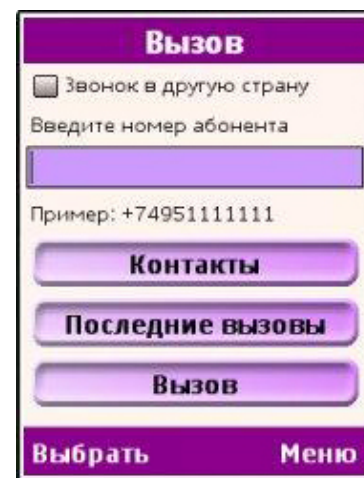 Вызов
Звонок в другую страну
Введите номер абонента
Пример: +74951111111
Контакты
Последние вызовы
Вызов
Выбрать Меню